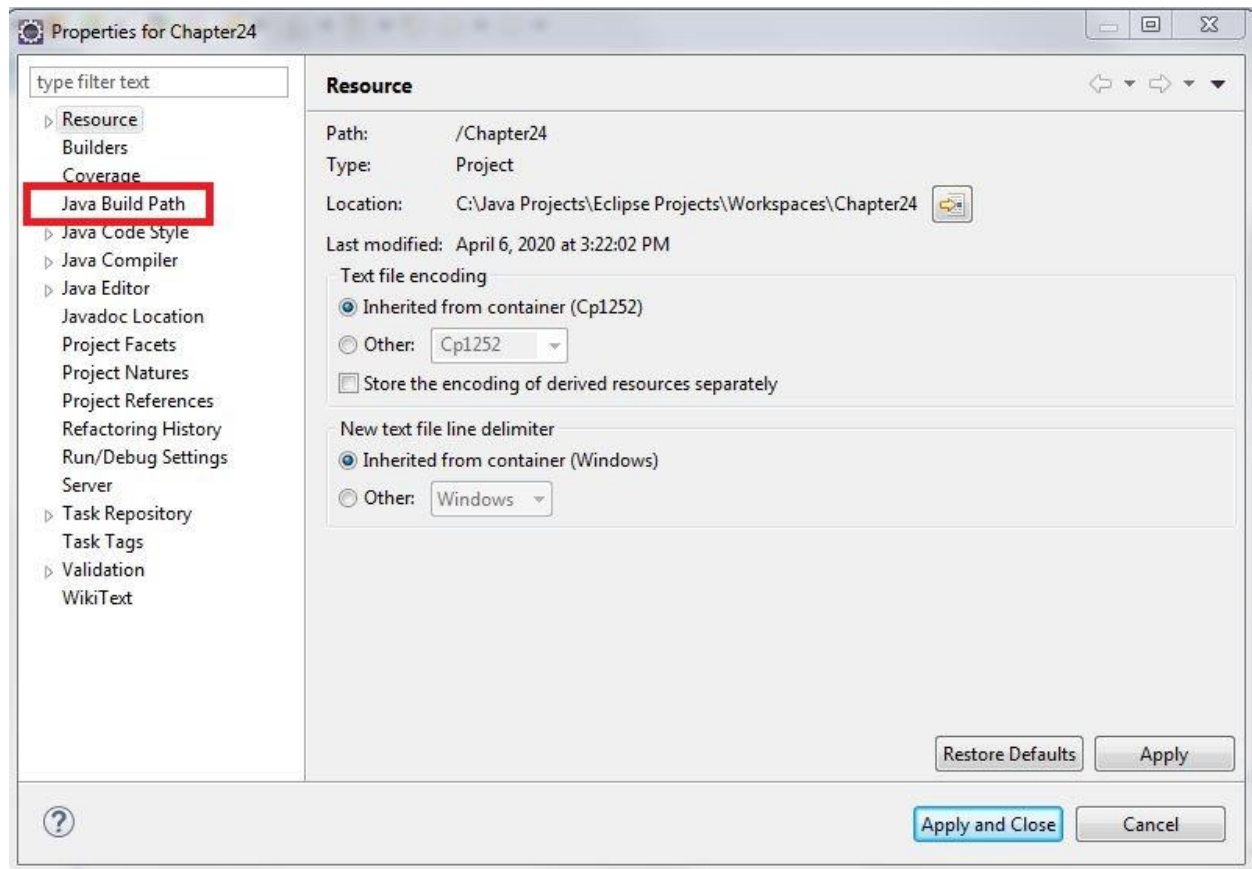 Properties for Chapter24
type filter text
Resource
Builders
Coverage
Java Build Path
Java Code Style
Java Compiler
Java Editor
Javadoc Location
Project Facets
Project Natures
Project References
Refactoring History
Run/Debug Settings
Server
Task Repository
Task Tags
Validation
WikiText
Resource
Path: /Chapter24
Type: Project
Location: C:\Java Projects\Eclipse Projects\Workspaces\Chapter24
Last modified: April 6, 2020 at 3:22:02 PM
Text file encoding
Inherited from container (Cp1252)
Other: Cp1252
Store the encoding of derived resources separately
New text file line delimiter
Inherited from container (Windows)
Other: Windows
Restore Defaults Apply
? Apply and Close Cancel